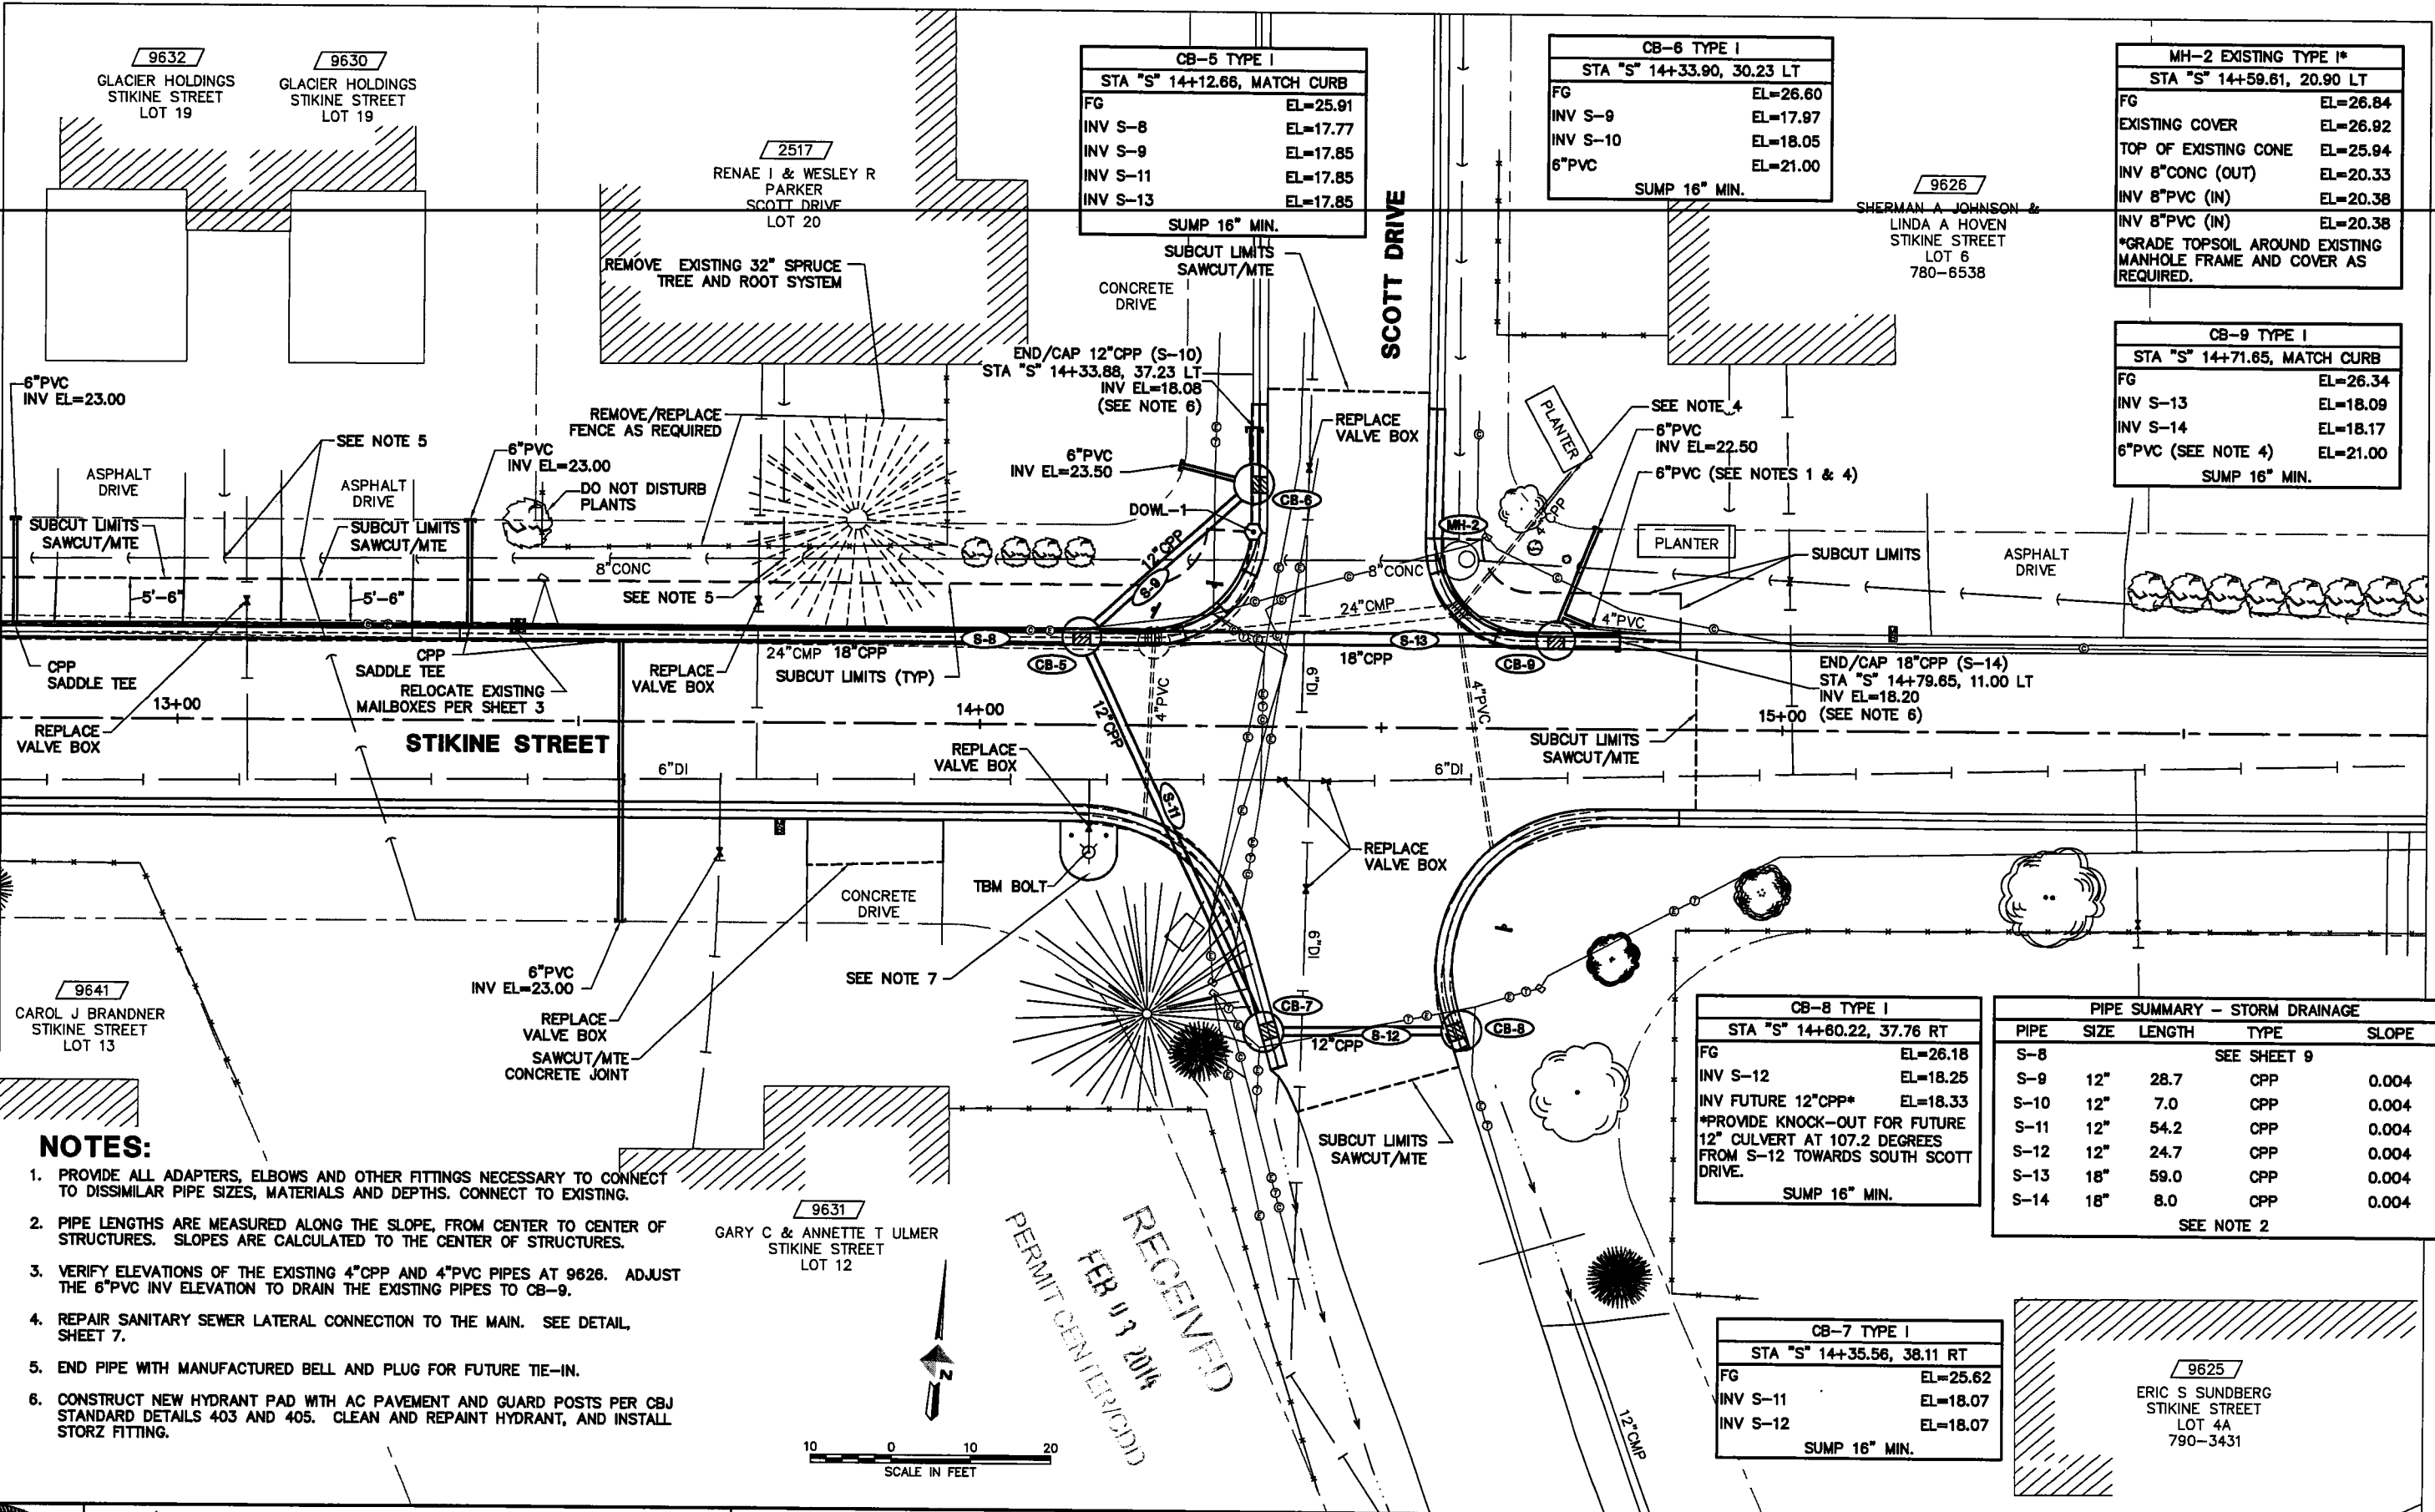 9632
GLACIER HOLDINGS
STIKINE STREET
LOT 19
9630
GLACIER HOLDINGS
STIKINE STREET
LOT 19
2517
RENAE I & WESLEY R
PARKER
SCOTT DRIVE
LOT 20
CB-5 TYPE I
STA "S" 14+12.66, MATCH CURB
FG EL=25.91
INV S-8 EL=17.77
INV S-9 EL=17.85
INV S-11 EL=17.85
INV S-13 EL=17.85
SUMP 16" MIN.
CB-6 TYPE I
STA "S" 14+33.90, 30.23 LT
FG EL=26.60
INV S-9 EL=17.97
INV S-10 EL=18.05
6"PVC EL=21.00
SUMP 16" MIN.
MH-2 EXISTING TYPE I*
STA "S" 14+59.61, 20.90 LT
FG EL=26.84
EXISTING COVER EL=26.92
TOP OF EXISTING CONE EL=25.94
INV 8"CONC (OUT) EL=20.33
INV 8"PVC (IN) EL=20.38
INV 8"PVC (IN) EL=20.38
*GRADE TOPSOIL AROUND EXISTING
MANHOLE FRAME AND COVER AS
REQUIRED.
9626
SHERMAN A JOHNSON &
LINDA A HOVEN
STIKINE STREET
LOT 6
780-6538
CB-9 TYPE I
STA "S" 14+71.65, MATCH CURB
FG EL=26.34
INV S-13 EL=18.09
INV S-14 EL=18.17
6"PVC (SEE NOTE 4) EL=21.00
SUMP 16" MIN.
SCOTT DRIVE
SUBCUT LIMITS
SAWCUT/MTE
CONCRETE
DRIVE
REMOVE EXISTING 32" SPRUCE
TREE AND ROOT SYSTEM
END/CAP 12"CPP (S-10)
STA "S" 14+33.88, 37.23 LT
INV EL=18.08
(SEE NOTE 6)
6"PVC
INV EL=23.00
SEE NOTE 5
REMOVE/REPLACE
FENCE AS REQUIRED
REPLACE
VALVE BOX
PLANTER
SEE NOTE 4
6"PVC
INV EL=22.50
6"PVC (SEE NOTES 1 & 4)
6"PVC
INV EL=23.00
6"PVC
INV EL=23.50
ASPHALT
DRIVE
ASPHALT
DRIVE
DO NOT DISTURB
PLANTS
CB-6
DOWL-1
MH-2
4"CPP
SUBCUT LIMITS
SAWCUT/MTE
SUBCUT LIMITS
SAWCUT/MTE
PLANTER
SUBCUT LIMITS
ASPHALT
DRIVE
12"CPP
S-9
8"CONC
8"CONC
5'-6"
5'-6"
SEE NOTE 5
24"CMP
4"PVC
S-8
S-13
CPP
SADDLE TEE
CPP
SADDLE TEE
24"CMP 18"CPP
CB-5
18"CPP
CB-9
RELOCATE EXISTING
MAILBOXES PER SHEET 3
REPLACE
VALVE BOX
SUBCUT LIMITS (TYP)
END/CAP 18"CPP (S-14)
STA "S" 14+79.65, 11.00 LT
INV EL=18.20
(SEE NOTE 6)
6"DI
4"PVC
4"PVC
12"CPP
13+00
14+00
15+00
REPLACE
VALVE BOX
STIKINE STREET
REPLACE
VALVE BOX
SUBCUT LIMITS
SAWCUT/MTE
6"DI
6"DI
S-11
REPLACE
VALVE BOX
TBM BOLT
CONCRETE
DRIVE
6"DI
SEE NOTE 7
6"PVC
INV EL=23.00
9641
CAROL J BRANDNER
STIKINE STREET
LOT 13
REPLACE
VALVE BOX
SAWCUT/MTE
CONCRETE JOINT
CB-7
S-12
12"CPP
CB-8
SUBCUT LIMITS
SAWCUT/MTE
CB-8 TYPE I
STA "S" 14+60.22, 37.76 RT
FG EL=26.18
INV S-12 EL=18.25
INV FUTURE 12"CPP* EL=18.33
*PROVIDE KNOCK-OUT FOR FUTURE
12" CULVERT AT 107.2 DEGREES
FROM S-12 TOWARDS SOUTH SCOTT
DRIVE.
SUMP 16" MIN.
PIPE SUMMARY - STORM DRAINAGE
PIPE SIZE LENGTH TYPE SLOPE
S-8 SEE SHEET 9
S-9 12" 28.7 CPP 0.004
S-10 12" 7.0 CPP 0.004
S-11 12" 54.2 CPP 0.004
S-12 12" 24.7 CPP 0.004
S-13 18" 59.0 CPP 0.004
S-14 18" 8.0 CPP 0.004
SEE NOTE 2
NOTES:
1. PROVIDE ALL ADAPTERS, ELBOWS AND OTHER FITTINGS NECESSARY TO CONNECT
TO DISSIMILAR PIPE SIZES, MATERIALS AND DEPTHS. CONNECT TO EXISTING.
2. PIPE LENGTHS ARE MEASURED ALONG THE SLOPE, FROM CENTER TO CENTER OF
STRUCTURES. SLOPES ARE CALCULATED TO THE CENTER OF STRUCTURES.
3. VERIFY ELEVATIONS OF THE EXISTING 4"CPP AND 4"PVC PIPES AT 9626. ADJUST
THE 6"PVC INV ELEVATION TO DRAIN THE EXISTING PIPES TO CB-9.
4. REPAIR SANITARY SEWER LATERAL CONNECTION TO THE MAIN. SEE DETAIL,
SHEET 7.
5. END PIPE WITH MANUFACTURED BELL AND PLUG FOR FUTURE TIE-IN.
6. CONSTRUCT NEW HYDRANT PAD WITH AC PAVEMENT AND GUARD POSTS PER CBJ
STANDARD DETAILS 403 AND 405. CLEAN AND REPAINT HYDRANT, AND INSTALL
STORZ FITTING.
9631
GARY C & ANNETTE T ULMER
STIKINE STREET
LOT 12
N
10 0 10 20
SCALE IN FEET
RECEIVED
FEB 03 2014
PERMIT CENTER/CDD
12"CMP
CB-7 TYPE I
STA "S" 14+35.56, 38.11 RT
FG EL=25.62
INV S-11 EL=18.07
INV S-12 EL=18.07
SUMP 16" MIN.
9625
ERIC S SUNDBERG
STIKINE STREET
LOT 4A
790-3431